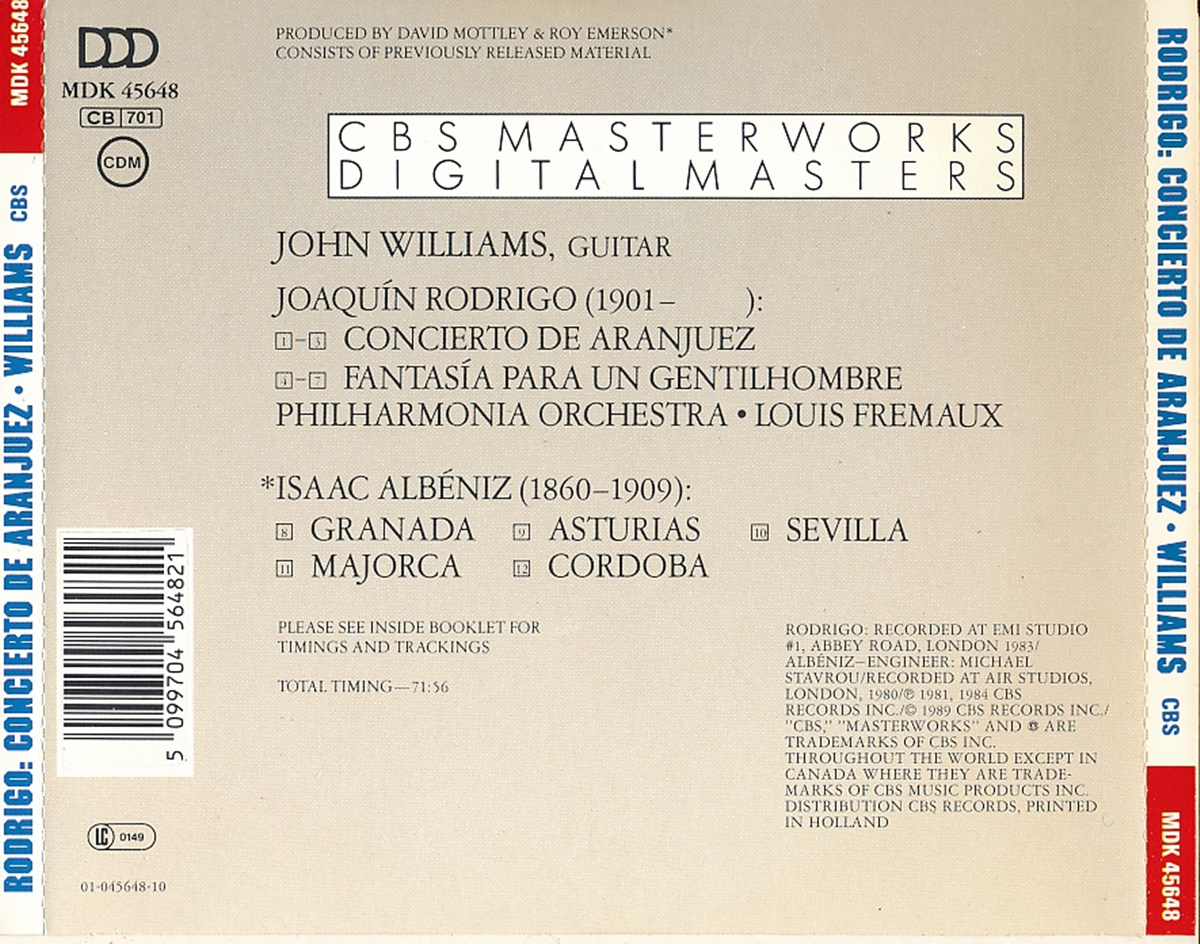 MDK 45648
RODRIGO: CONCIERTO DE ARANJUEZ • WILLIAMS CBS
DDD
MDK 45648
CB 701
CDM
PRODUCED BY DAVID MOTTLEY & ROY EMERSON*
CONSISTS OF PREVIOUSLY RELEASED MATERIAL
CBS MASTERWORKS
DIGITAL MASTERS
JOHN WILLIAMS, GUITAR
JOAQUÍN RODRIGO (1901– ):
1–3 CONCIERTO DE ARANJUEZ
4–7 FANTASÍA PARA UN GENTILHOMBRE
PHILHARMONIA ORCHESTRA • LOUIS FREMAUX
*ISAAC ALBÉNIZ (1860–1909):
8 GRANADA 9 ASTURIAS 10 SEVILLA
11 MAJORCA 12 CORDOBA
PLEASE SEE INSIDE BOOKLET FOR
TIMINGS AND TRACKINGS
TOTAL TIMING—71:56
RODRIGO: RECORDED AT EMI STUDIO
#1, ABBEY ROAD, LONDON 1983/
ALBÉNIZ–ENGINEER: MICHAEL
STAVROU/RECORDED AT AIR STUDIOS,
LONDON, 1980/℗ 1981, 1984 CBS
RECORDS INC./© 1989 CBS RECORDS INC./
"CBS," "MASTERWORKS" AND ARE
TRADEMARKS OF CBS INC.
THROUGHOUT THE WORLD EXCEPT IN
CANADA WHERE THEY ARE TRADE-
MARKS OF CBS MUSIC PRODUCTS INC.
DISTRIBUTION CBS RECORDS, PRINTED
IN HOLLAND
5 099704 564821
LC 0149
01-045648-10
RODRIGO: CONCIERTO DE ARANJUEZ • WILLIAMS CBS
MDK 45648